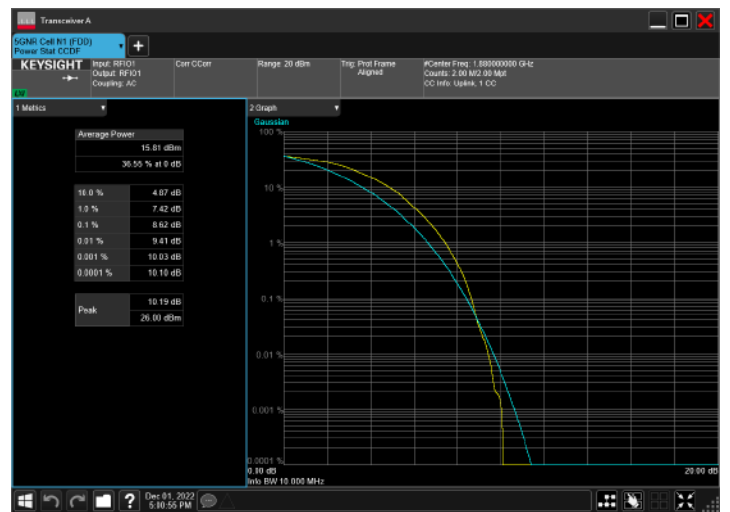 Transceiver A
5GNR Cell N1 (FDD)
Power Stat CCDF
KEYSIGHT
Input: RFIO1
Output: RFIO1
Coupling: AC
Corr CCorr
Range: 20 dBm
Trig: Prot Frame
Aligned
#Center Freq: 1.880000000 GHz
Counts: 2.00 M/2.00 Mpt
CC Info: Uplink, 1 CC
1 Metrics
Average Power
15.81 dBm
36.55 % at 0 dB
10.0 % 4.07 dB
1.0 % 7.42 dB
0.1 % 8.62 dB
0.01 % 9.41 dB
0.001 % 10.03 dB
0.0001 % 10.10 dB
Peak
10.19 dB
26.00 dBm
2 Graph
Gaussian
100 %
10 %
1 %
0.1 %
0.01 %
0.001 %
0.0001 %
0.00 dB
20.00 dB
Info BW 10.000 MHz
Dec 01, 2022
5:10:55 PM